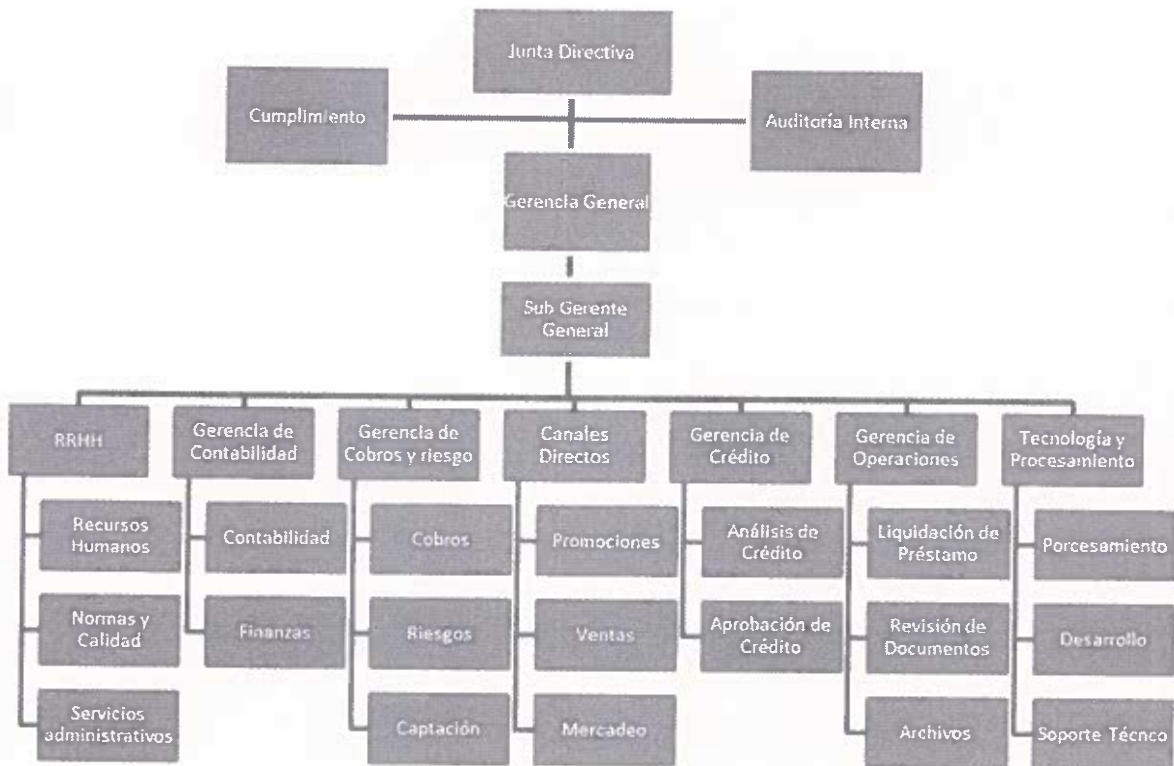 Junta Directiva
Cumplimiento
Auditoría Interna
Gerencia General
Sub Gerente
General
RRHH
Gerencia de
Contabilidad
Gerencia de
Cobros y riesgo
Canales
Directos
Gerencia de
Crédito
Gerencia de
Operaciones
Tecnología y
Procesamiento
Recursos
Humanos
Contabilidad
Cobros
Promociones
Análisis de
Crédito
Liquidación de
Préstamo
Porcesamiento
Normas y
Calidad
Finanzas
Riesgos
Ventas
Aprobación de
Crédito
Revisión de
Documentos
Desarrollo
Servicios
administrativos
Captación
Mercadeo
Archivos
Soporte Técnco